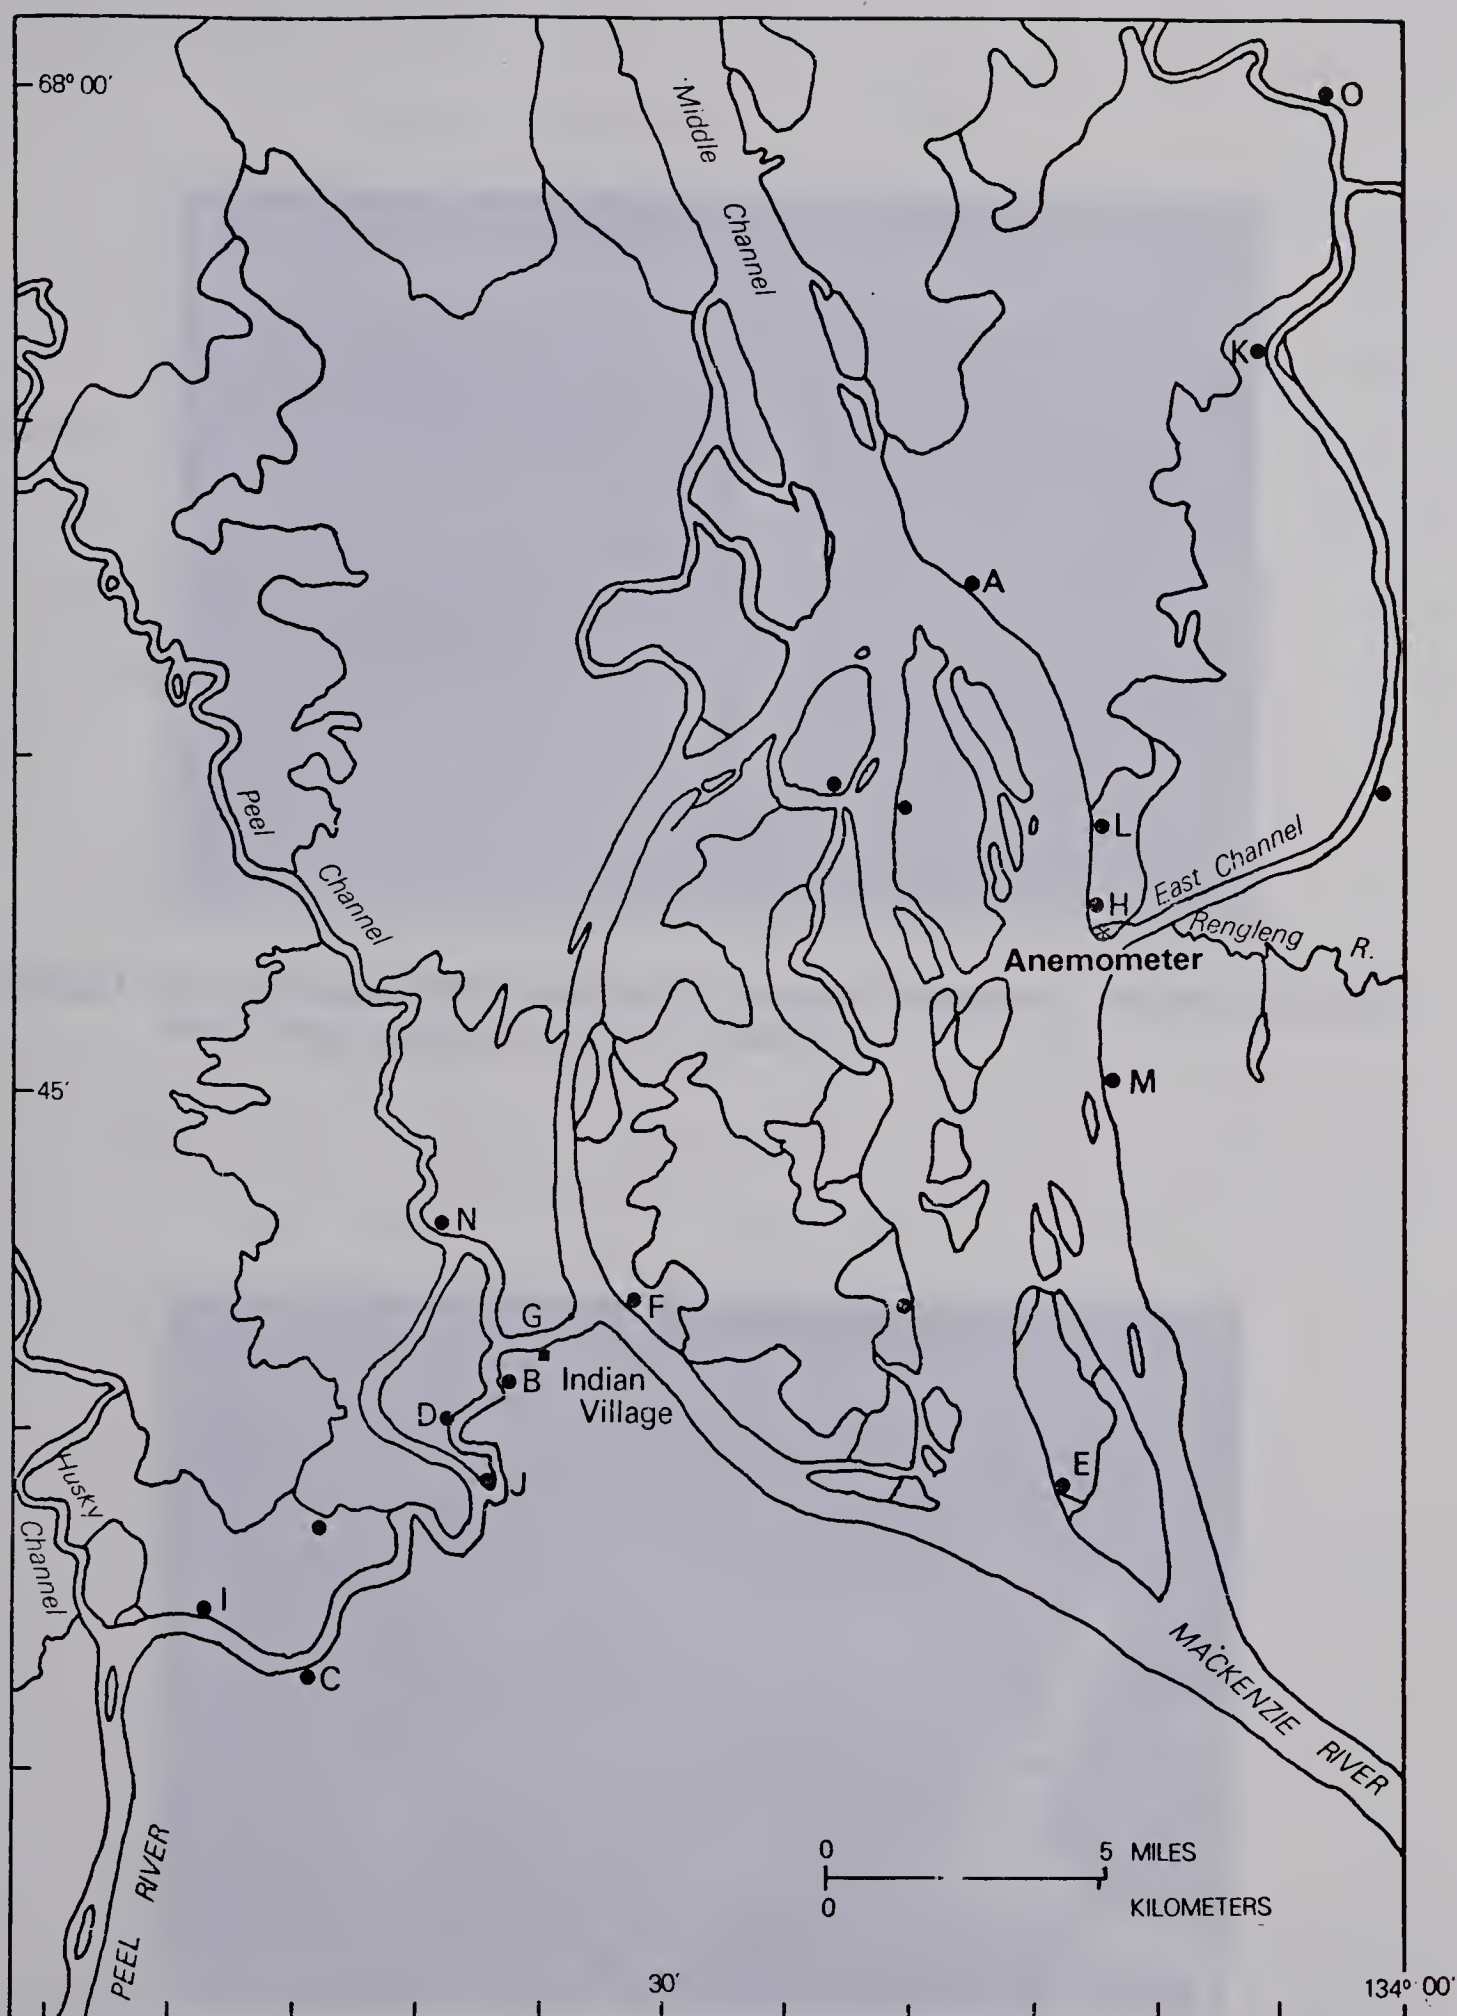 68° 00′
Middle
Channel
O
K
A
Peel
Channel
L
H
East Channel
Rengleng R.
Anemometer
45′
M
N
G
F
B
Indian
Village
D
J
E
Husky
Channel
I
C
MACKENZIE RIVER
PEEL RIVER
0 5 MILES
0 KILOMETERS
30′
134° 00′